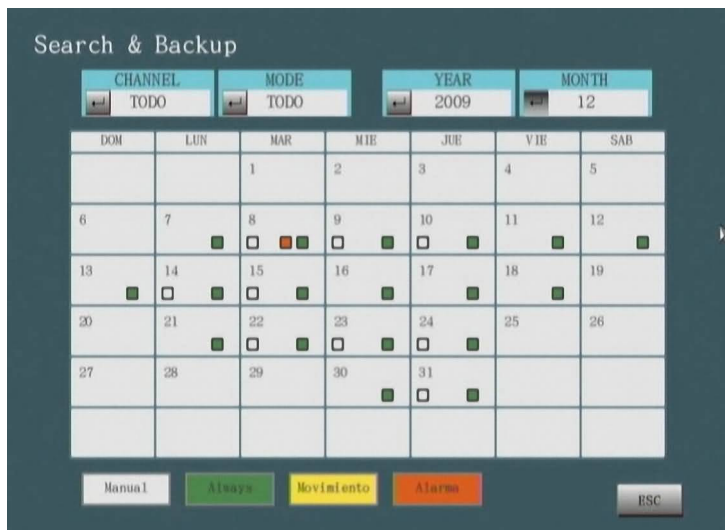 Search & Backup
CHANNEL MODE YEAR MONTH
TODO TODO 2009 12
DOM LUN MAR MIE JUE VIE SAB
1 2 3 4 5
6 7 8 9 10 11 12
13 14 15 16 17 18 19
20 21 22 23 24 25 26
27 28 29 30 31
Manual Always Movimiento Alarma
ESC